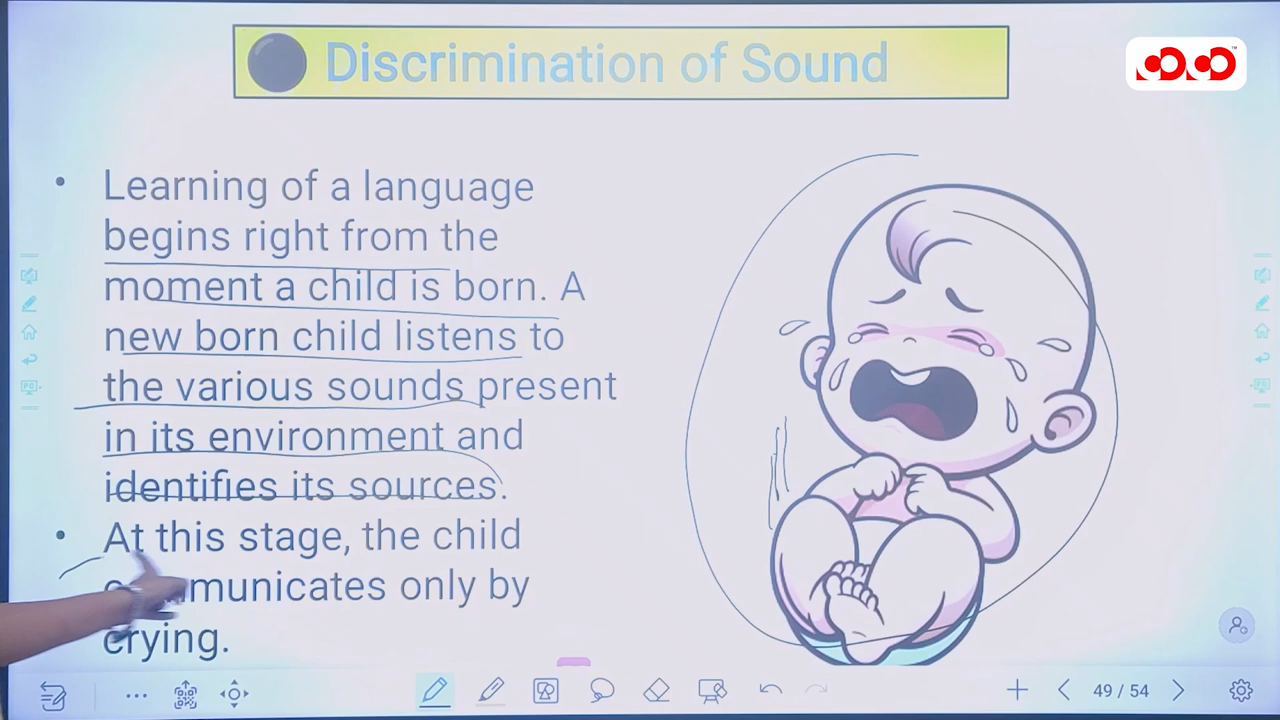 Discrimination of Sound
• Learning of a language
begins right from the
moment a child is born. A
new born child listens to
the various sounds present
in its environment and
identifies its sources.
• At this stage, the child
communicates only by
crying.
49 / 54